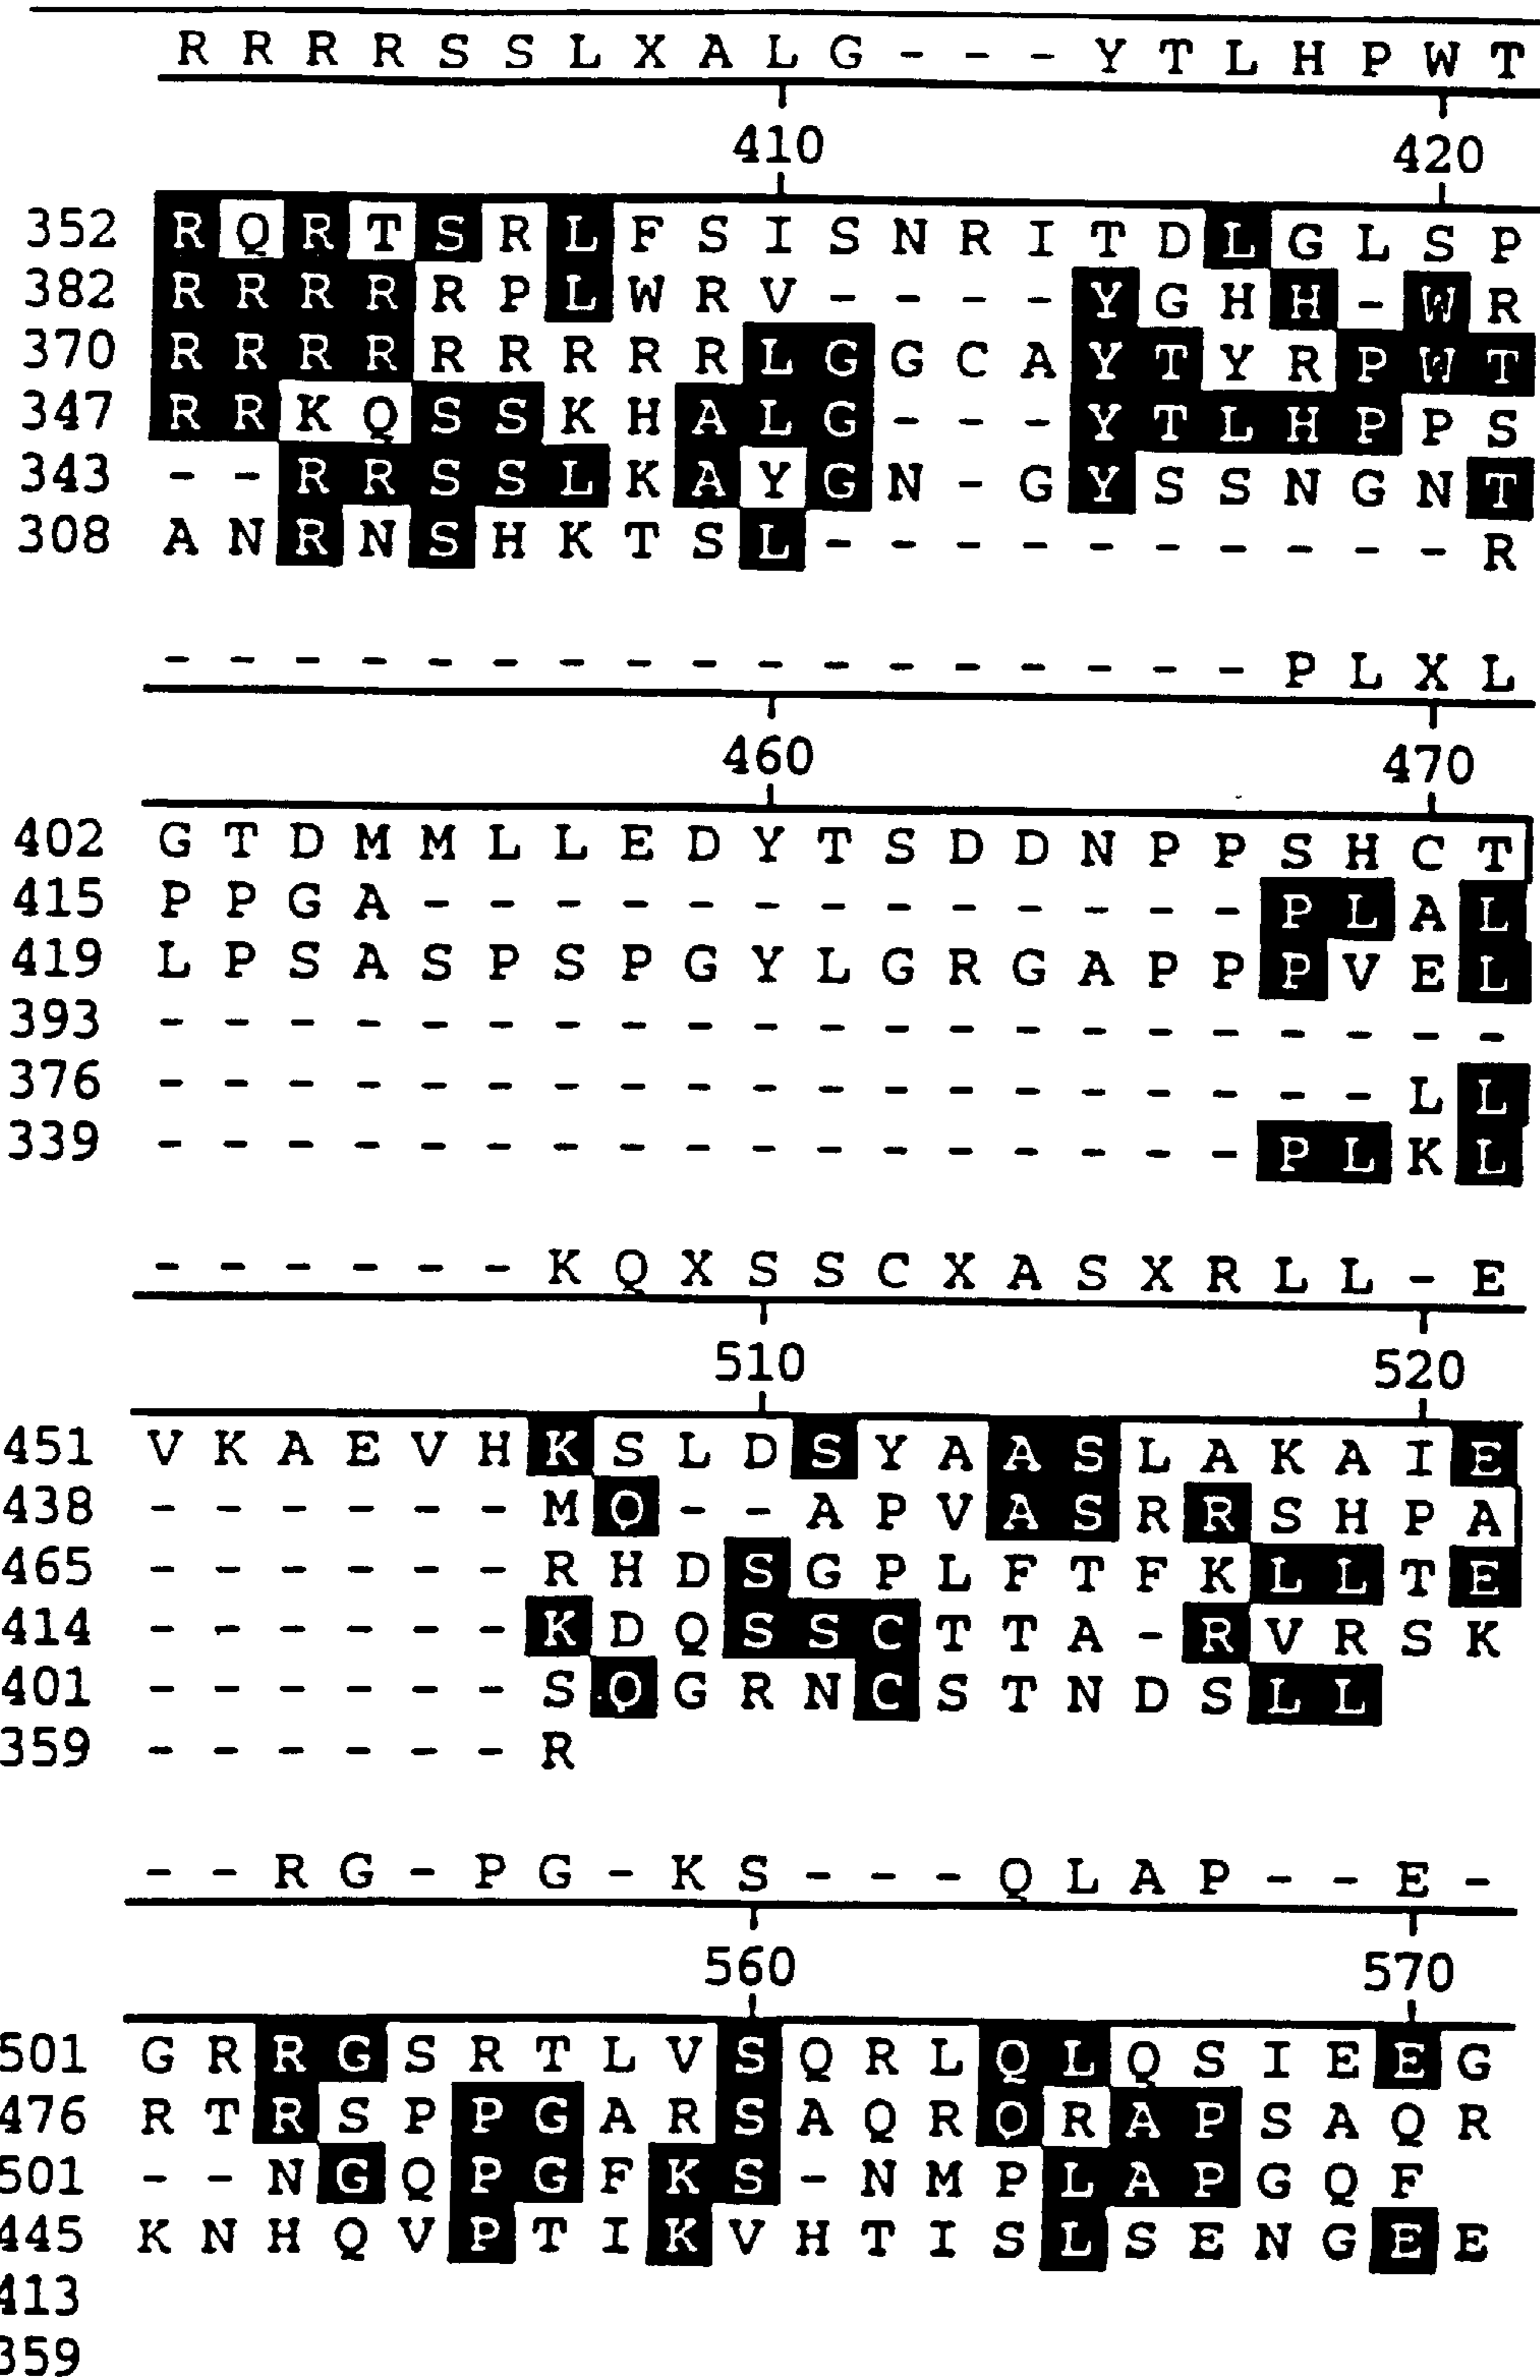 R R R R S S L X A L G - - - Y T L H P W T
410 420
352 R Q R T S R L F S I S N R I T D L G L S P
382 R R R R R P L W R V - - - - Y G H H - W R
370 R R R R R R R R R L G G C A Y T Y R P W T
347 R R K Q S S K H A L G - - - Y T L H P P S
343 - - R R S S L K A Y G N - G Y S S N G N T
308 A N R N S H K T S L - - - - - - - - - - R
- - - - - - - - - - - - - - - - - P L X L
460 470
402 G T D M M L L E D Y T S D D N P P S H C T
415 P P G A - - - - - - - - - - - - - P L A L
419 L P S A S P S P G Y L G R G A P P P V E L
393 - - - - - - - - - - - - - - - - - - - - -
376 - - - - - - - - - - - - - - - - - - - L L
339 - - - - - - - - - - - - - - - - - P L K L
- - - - - - K Q X S S C X A S X R L L - E
510 520
451 V K A E V H K S L D S Y A A S L A K A I E
438 - - - - - - M Q - - A P V A S R R S H P A
465 - - - - - - R H D S G P L F T F K L L T E
414 - - - - - - K D Q S S C T T A - R V R S K
401 - - - - - - S Q G R N C S T N D S L L
359 - - - - - - R
- - R G - P G - K S - - - Q L A P - - E -
560 570
501 G R R G S R T L V S Q R L Q L Q S I E E G
476 R T R S P P G A R S A Q R Q R A P S A Q R
501 - - N G Q P G F K S - N M P L A P G Q F
445 K N H Q V P T I K V H T I S L S E N G E E
413
359